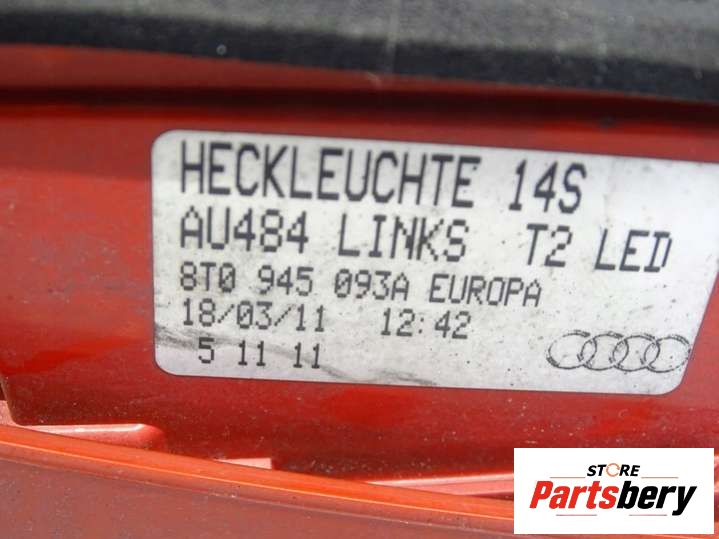 HECKLEUCHTE 14S
AU484 LINKS T2 LED
8T0 945 093A EUROPA
18/03/11 12:42
5 11 11
STORE
Partsbery